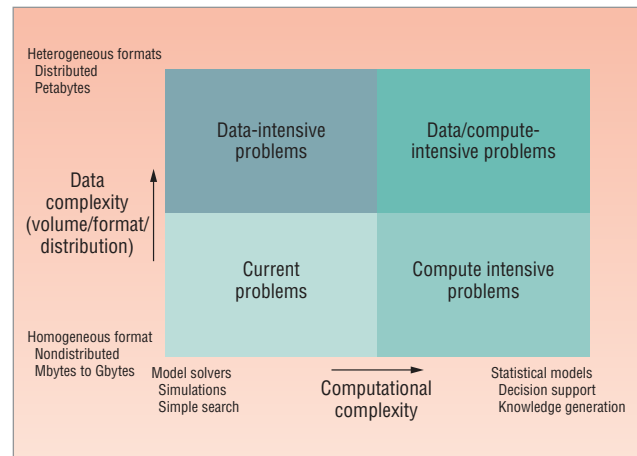 Heterogeneous formats
Distributed
Petabytes
Data-intensive
problems
Data/compute-
intensive problems
Data
complexity
(volume/format/
distribution)
Current
problems
Compute intensive
problems
Homogeneous format
Nondistributed
Mbytes to Gbytes
Model solvers
Simulations
Simple search
Computational
complexity
Statistical models
Decision support
Knowledge generation